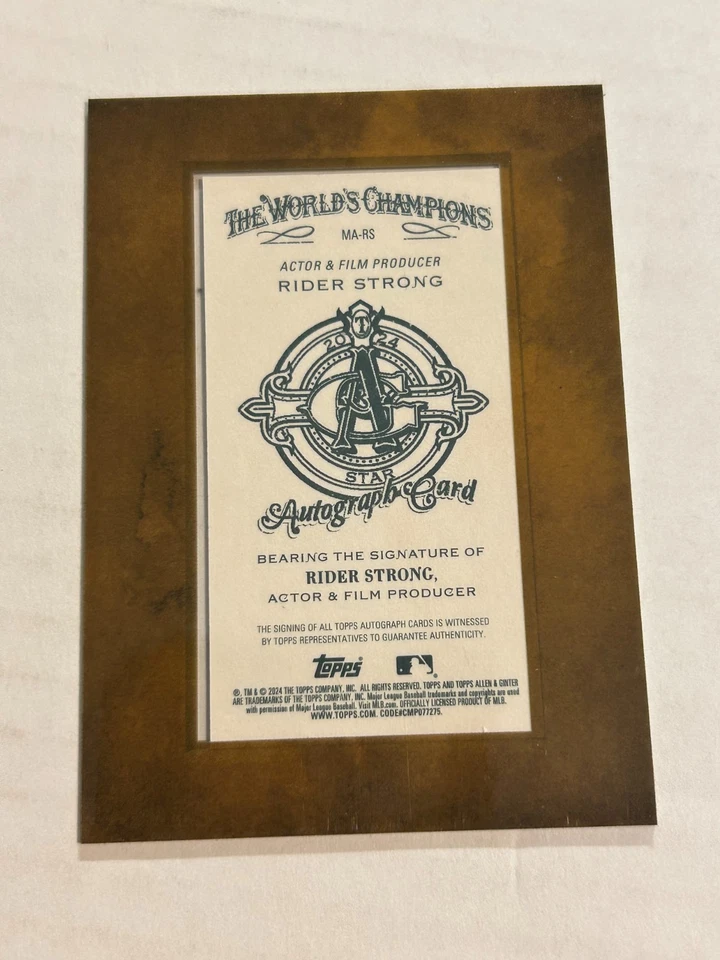 THE WORLD'S CHAMPIONS
MA-RS
ACTOR & FILM PRODUCER
RIDER STRONG
2024
AG
STAR
Autograph Card
BEARING THE SIGNATURE OF
RIDER STRONG,
ACTOR & FILM PRODUCER
THE SIGNING OF ALL TOPPS AUTOGRAPH CARDS IS WITNESSED
BY TOPPS REPRESENTATIVES TO GUARANTEE AUTHENTICITY.
topps
®, TM & © 2024 THE TOPPS COMPANY, INC. ALL RIGHTS RESERVED. TOPPS AND TOPPS ALLEN & GINTER
ARE TRADEMARKS OF THE TOPPS COMPANY, INC. Major League Baseball trademarks and copyrights are used
with permission of Major League Baseball. Visit MLB.com. OFFICIALLY LICENSED PRODUCT OF MLB.
WWW.TOPPS.COM. CODE#CMP077275.